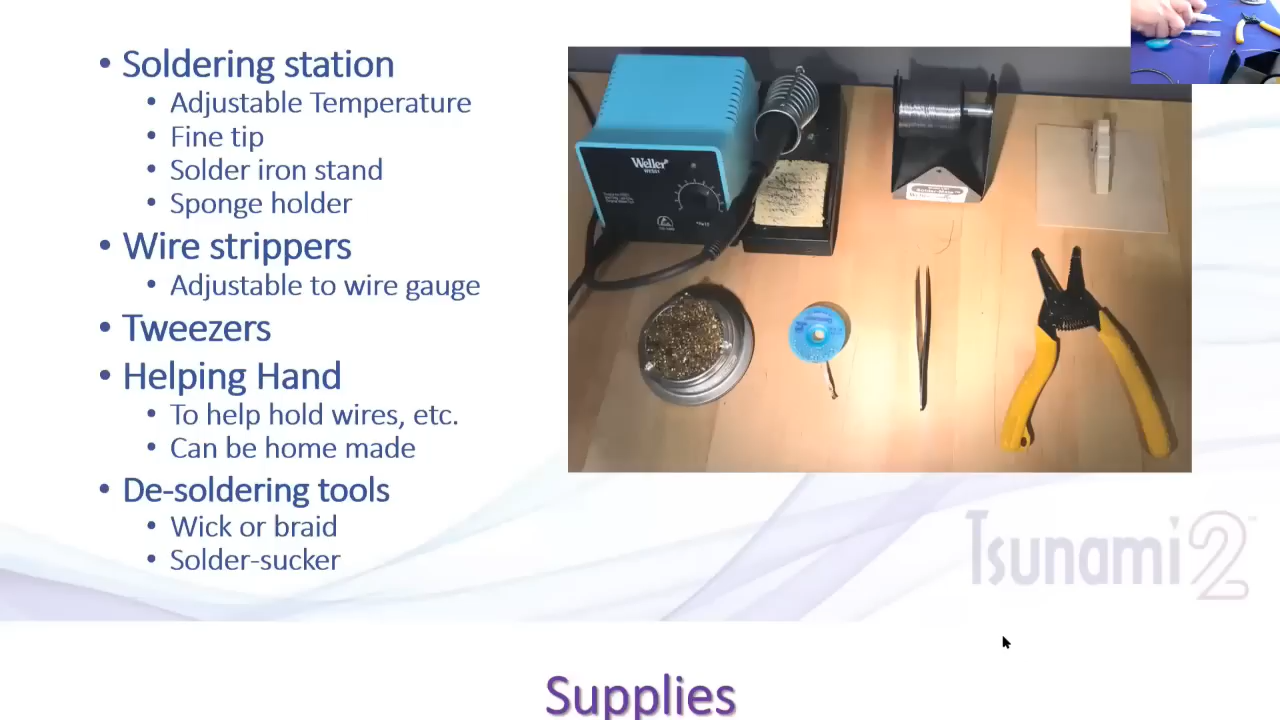 Soldering station
Adjustable Temperature
Fine tip
Solder iron stand
Sponge holder
Wire strippers
Adjustable to wire gauge
Tweezers
Helping Hand
To help hold wires, etc.
Can be home made
De-soldering tools
Wick or braid
Solder-sucker
Weller
Tsunami2
Supplies